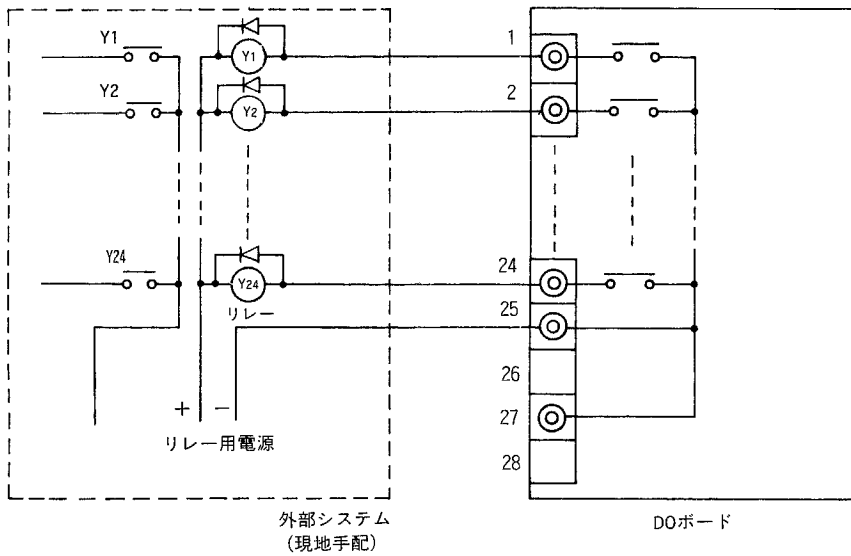 Y1
Y1
1
Y2
Y2
2
Y24
Y24
24
リレー
25
26
+ −
27
リレー用電源
28
外部システム
(現地手配)
DOボード